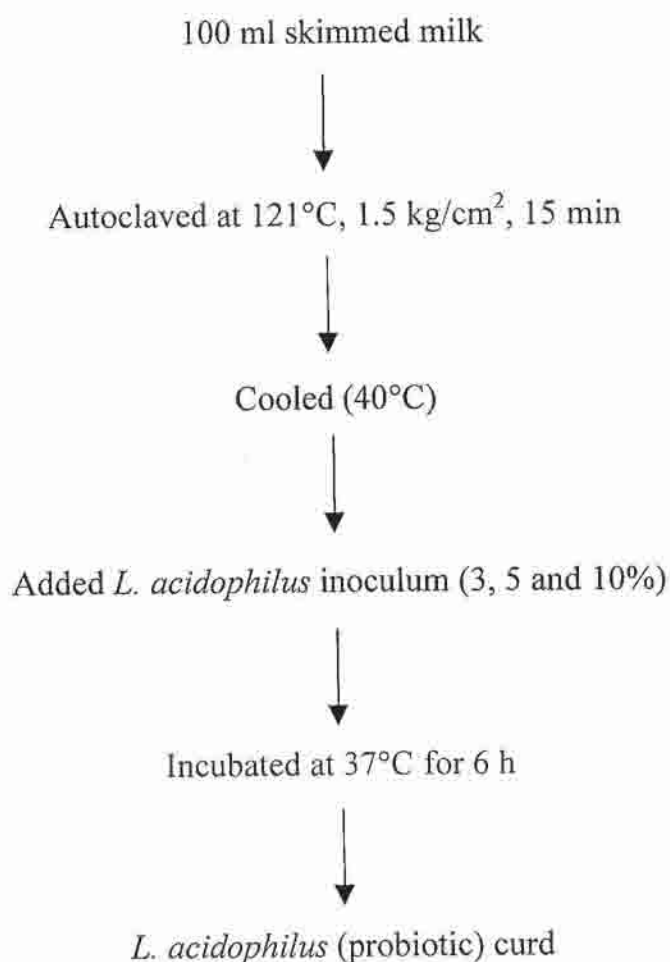 100 ml skimmed milk
Autoclaved at 121°C, 1.5 kg/cm², 15 min
Cooled (40°C)
Added L. acidophilus inoculum (3, 5 and 10%)
Incubated at 37°C for 6 h
L. acidophilus (probiotic) curd